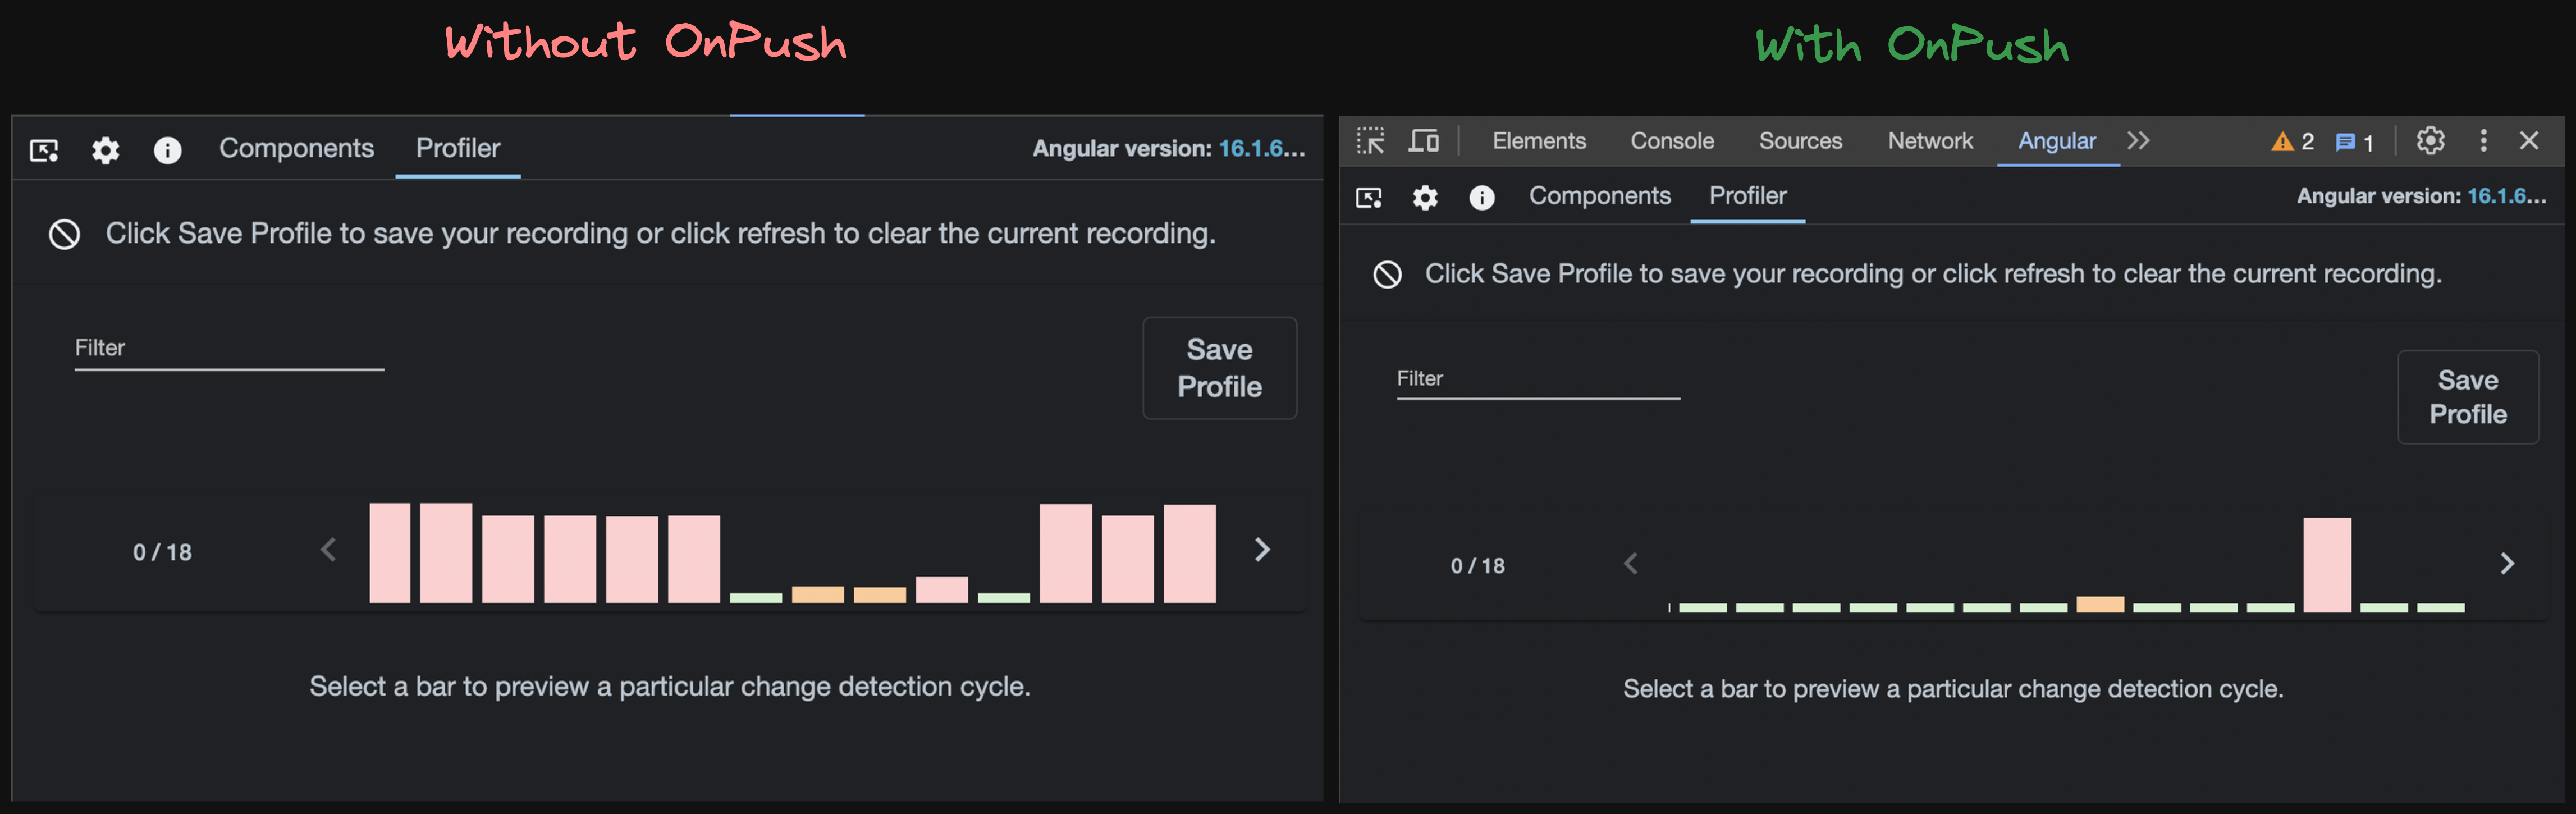 Without OnPush
Components Profiler Angular version: 16.1.6...
Click Save Profile to save your recording or click refresh to clear the current recording.
Filter
Save
Profile
0 / 18
Select a bar to preview a particular change detection cycle.
With OnPush
Elements Console Sources Network Angular 2 1
Components Profiler Angular version: 16.1.6...
Click Save Profile to save your recording or click refresh to clear the current recording.
Filter
Save
Profile
0 / 18
Select a bar to preview a particular change detection cycle.